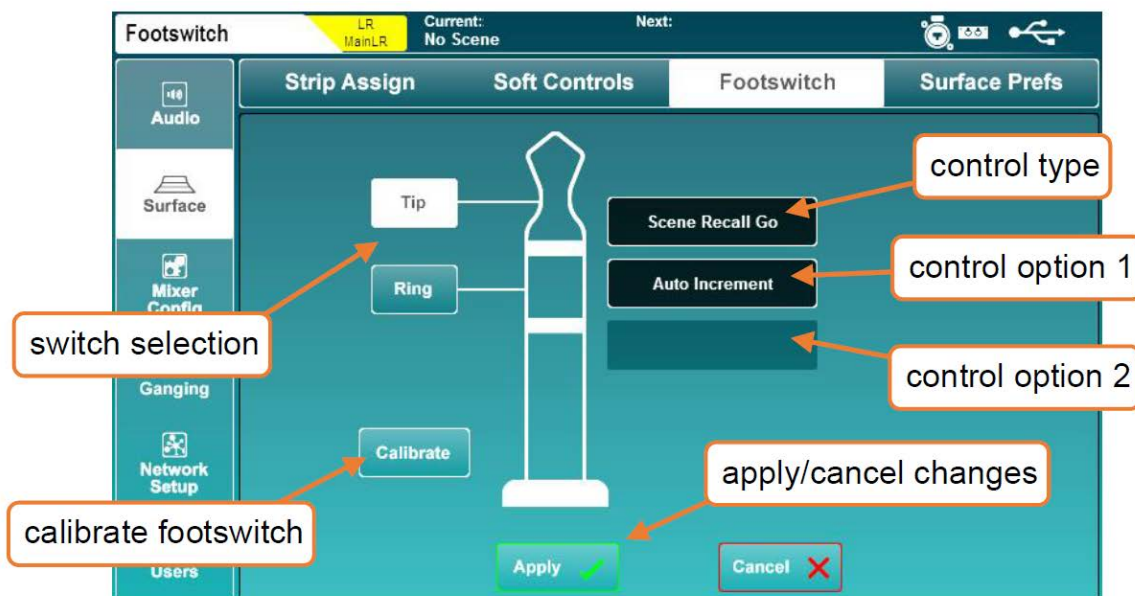 Footswitch
LR
MainLR
Current:
No Scene
Next:
Strip Assign
Soft Controls
Footswitch
Surface Prefs
Audio
Surface
Mixer
Config
Ganging
Network
Setup
Users
Tip
Ring
Calibrate
Scene Recall Go
Auto Increment
control type
control option 1
control option 2
switch selection
calibrate footswitch
apply/cancel changes
Apply
Cancel